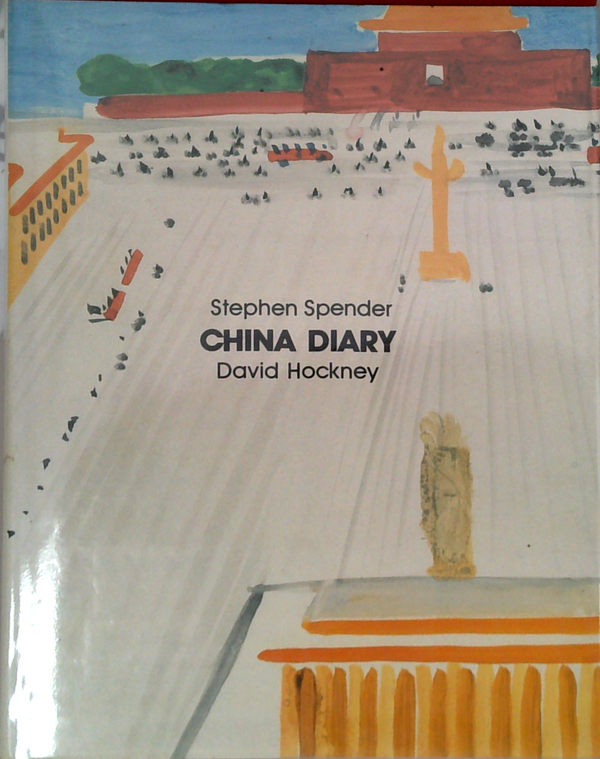 Stephen Spender
CHINA DIARY
David Hockney